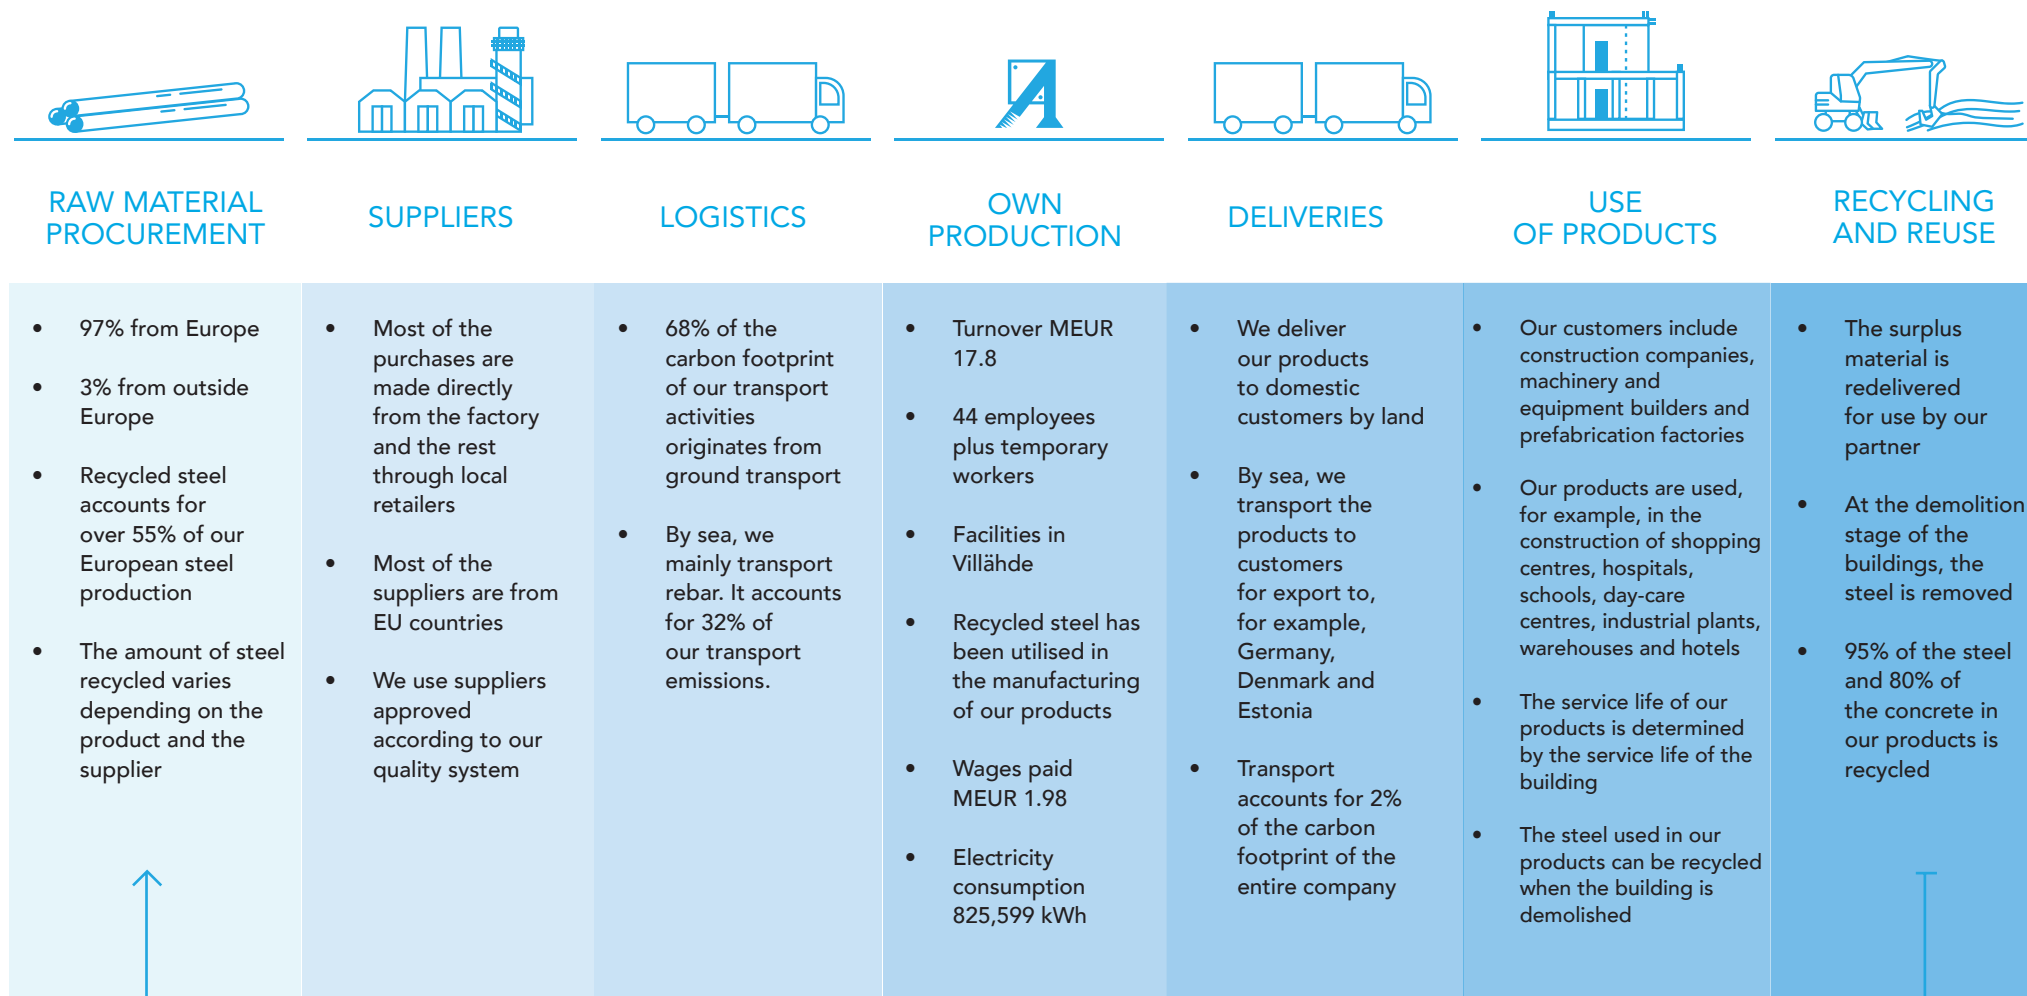 RAW MATERIAL
PROCUREMENT
SUPPLIERS
LOGISTICS
OWN
PRODUCTION
DELIVERIES
USE
OF PRODUCTS
RECYCLING
AND REUSE
• 97% from Europe
• 3% from outside
Europe
• Recycled steel
accounts for
over 55% of our
European steel
production
• The amount of steel
recycled varies
depending on the
product and the
supplier
• Most of the
purchases are
made directly
from the factory
and the rest
through local
retailers
• Most of the
suppliers are from
EU countries
• We use suppliers
approved
according to our
quality system
• 68% of the
carbon footprint
of our transport
activities
originates from
ground transport
• By sea, we
mainly transport
rebar. It accounts
for 32% of
our transport
emissions.
• Turnover MEUR
17.8
• 44 employees
plus temporary
workers
• Facilities in
Villähde
• Recycled steel has
been utilised in
the manufacturing
of our products
• Wages paid
MEUR 1.98
• Electricity
consumption
825,599 kWh
• We deliver
our products
to domestic
customers by land
• By sea, we
transport the
products to
customers
for export to,
for example,
Germany,
Denmark and
Estonia
• Transport
accounts for 2%
of the carbon
footprint of the
entire company
• Our customers include
construction companies,
machinery and
equipment builders and
prefabrication factories
• Our products are used,
for example, in the
construction of shopping
centres, hospitals,
schools, day-care
centres, industrial plants,
warehouses and hotels
• The service life of our
products is determined
by the service life of the
building
• The steel used in our
products can be recycled
when the building is
demolished
• The surplus
material is
redelivered
for use by our
partner
• At the demolition
stage of the
buildings, the
steel is removed
• 95% of the steel
and 80% of
the concrete in
our products is
recycled